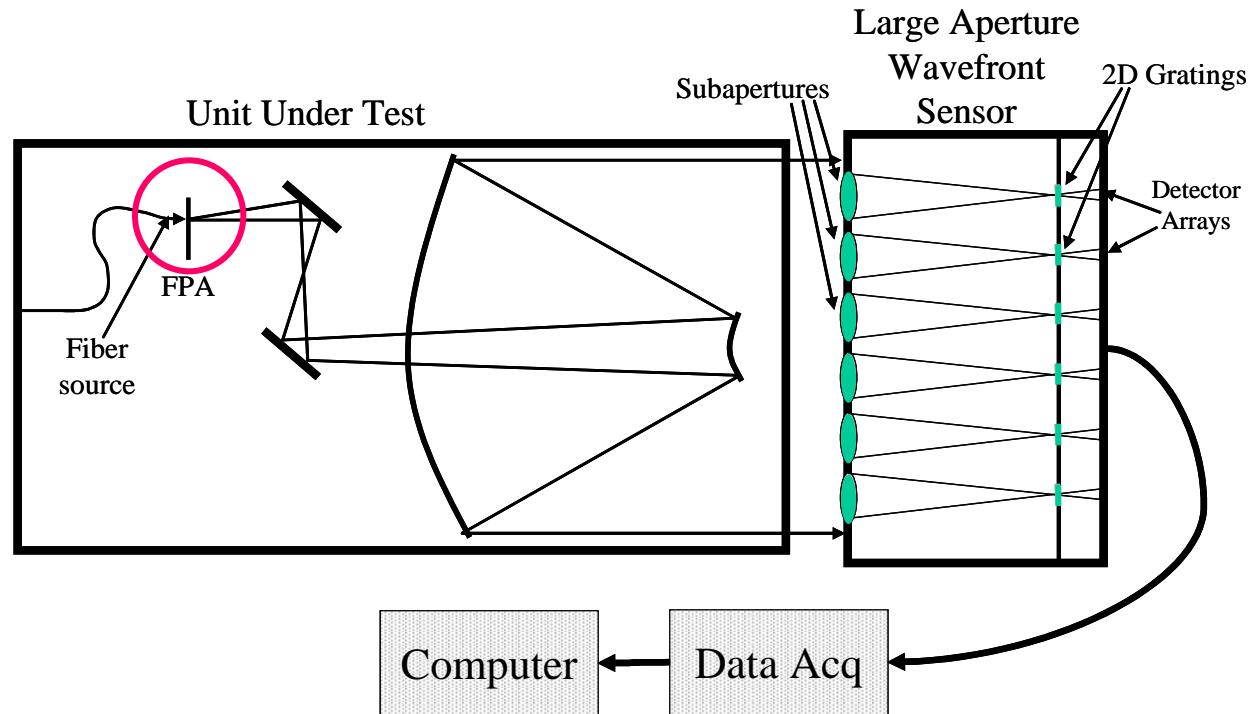 Large Aperture
Wavefront
Sensor
Subapertures
2D Gratings
Unit Under Test
Detector
Arrays
FPA
Fiber
source
Computer
Data Acq